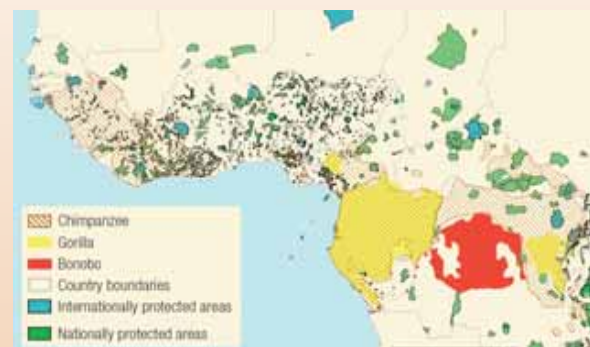 Chimpanzee
Gorilla
Bonobo
Country boundaries
Internationally protected areas
Nationally protected areas